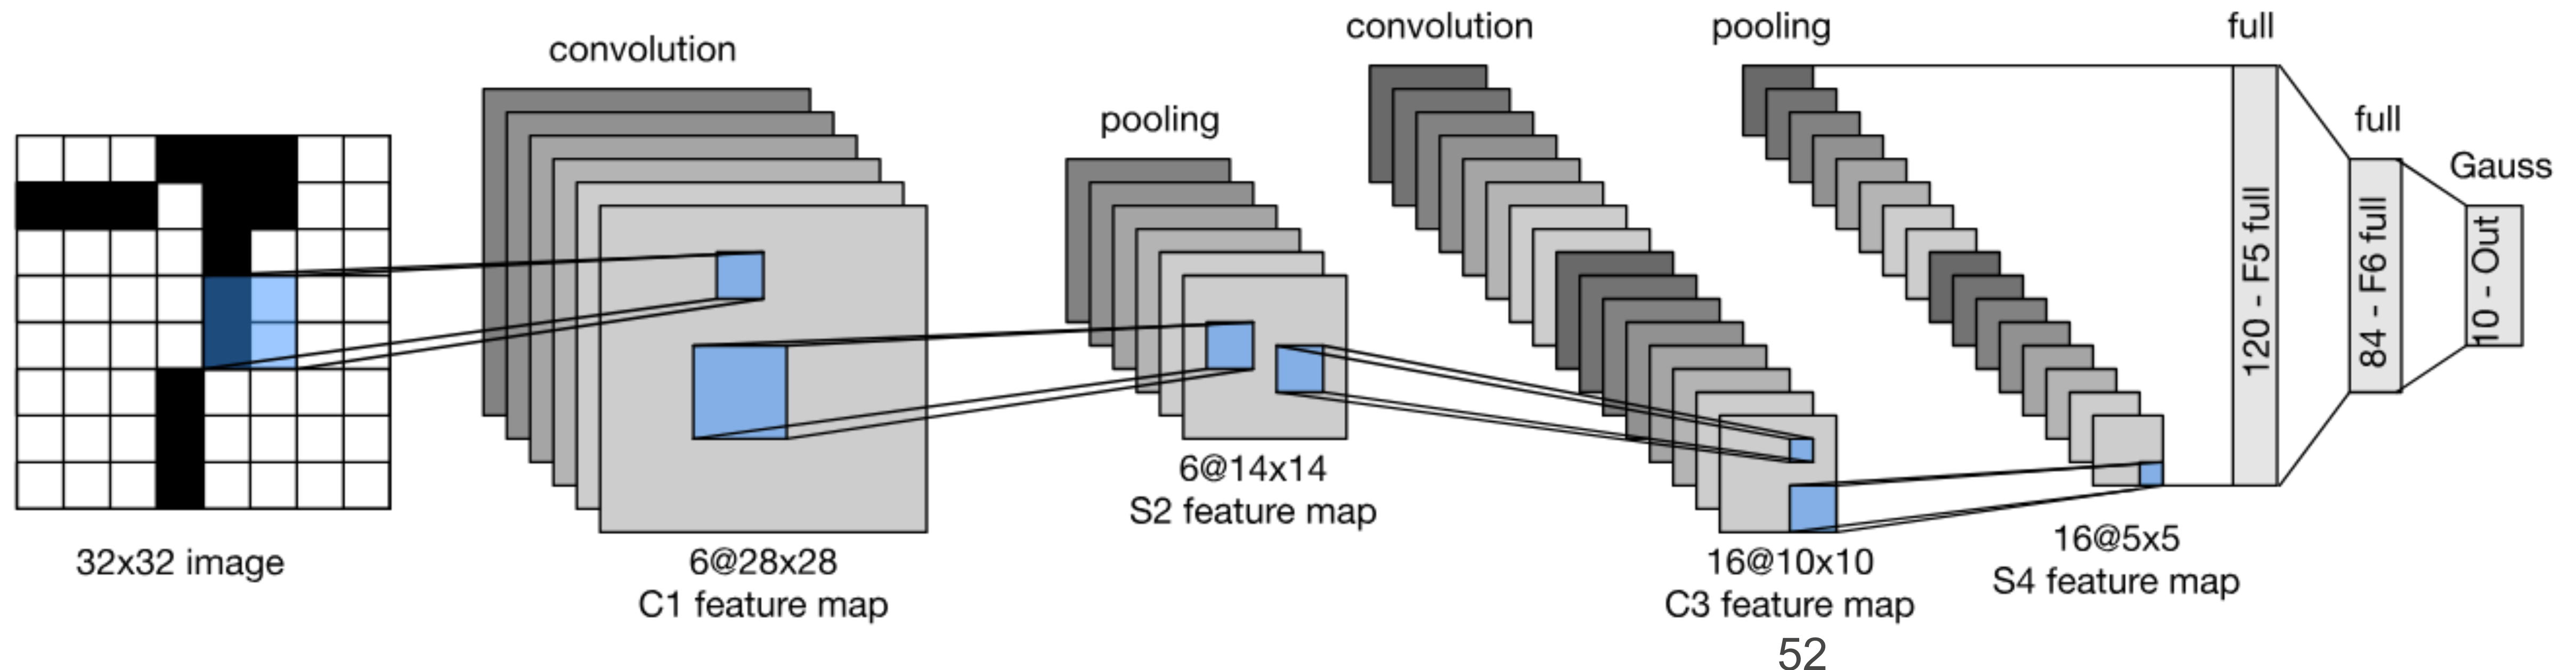 convolution
pooling
convolution
pooling
full
full
Gauss
32x32 image
6@28x28
C1 feature map
6@14x14
S2 feature map
16@10x10
C3 feature map
16@5x5
S4 feature map
120 - F5 full
84 - F6 full
10 - Out
52